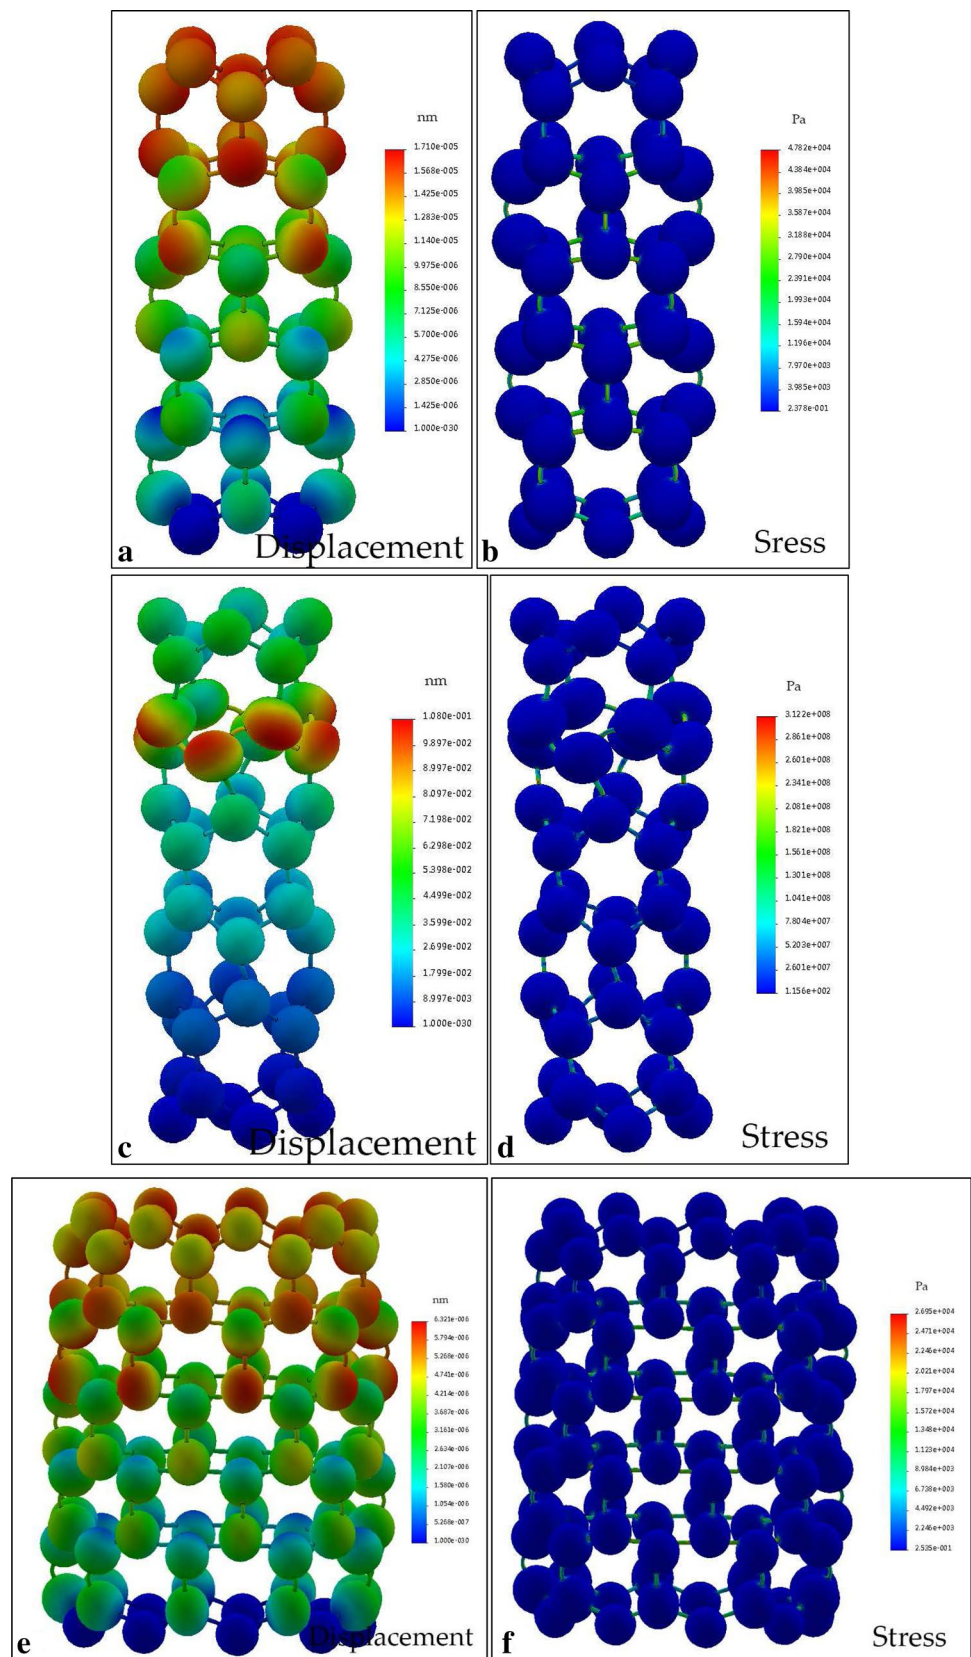 nm
1.710e-005
1.568e-005
1.425e-005
1.283e-005
1.140e-005
9.975e-006
8.550e-006
7.125e-006
5.700e-006
4.275e-006
2.850e-006
1.425e-006
1.000e-030
a
Displacement
Pa
4.782e+004
4.384e+004
3.985e+004
3.587e+004
3.188e+004
2.790e+004
2.391e+004
1.993e+004
1.594e+004
1.196e+004
7.970e+003
3.985e+003
2.378e-001
b
Sress
nm
1.080e-001
9.897e-002
8.997e-002
8.097e-002
7.198e-002
6.298e-002
5.398e-002
4.499e-002
3.599e-002
2.699e-002
1.799e-002
8.997e-003
1.000e-030
c
Displacement
Pa
3.122e+008
2.861e+008
2.601e+008
2.341e+008
2.081e+008
1.821e+008
1.561e+008
1.301e+008
1.041e+008
7.804e+007
5.203e+007
2.601e+007
1.156e+002
d
Stress
nm
6.321e-006
5.794e-006
5.268e-006
4.741e-006
4.214e-006
3.687e-006
3.161e-006
2.634e-006
2.107e-006
1.580e-006
1.054e-006
5.268e-007
1.000e-030
e
Displacement
Pa
2.695e+004
2.471e+004
2.246e+004
2.021e+004
1.797e+004
1.572e+004
1.348e+004
1.123e+004
8.984e+003
6.738e+003
4.492e+003
2.246e+003
2.535e-001
f
Stress